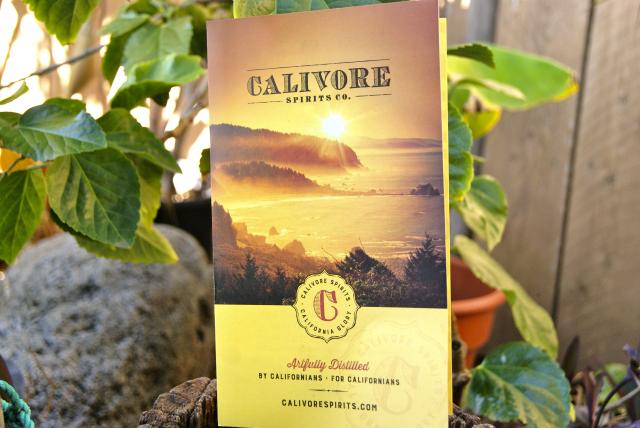 CALIVORE
SPIRITS CO.
CALIVORE SPIRITS
C
CALIFORNIA GLORY
Artfully Distilled
BY CALIFORNIANS · FOR CALIFORNIANS
CALIVORESPIRITS.COM